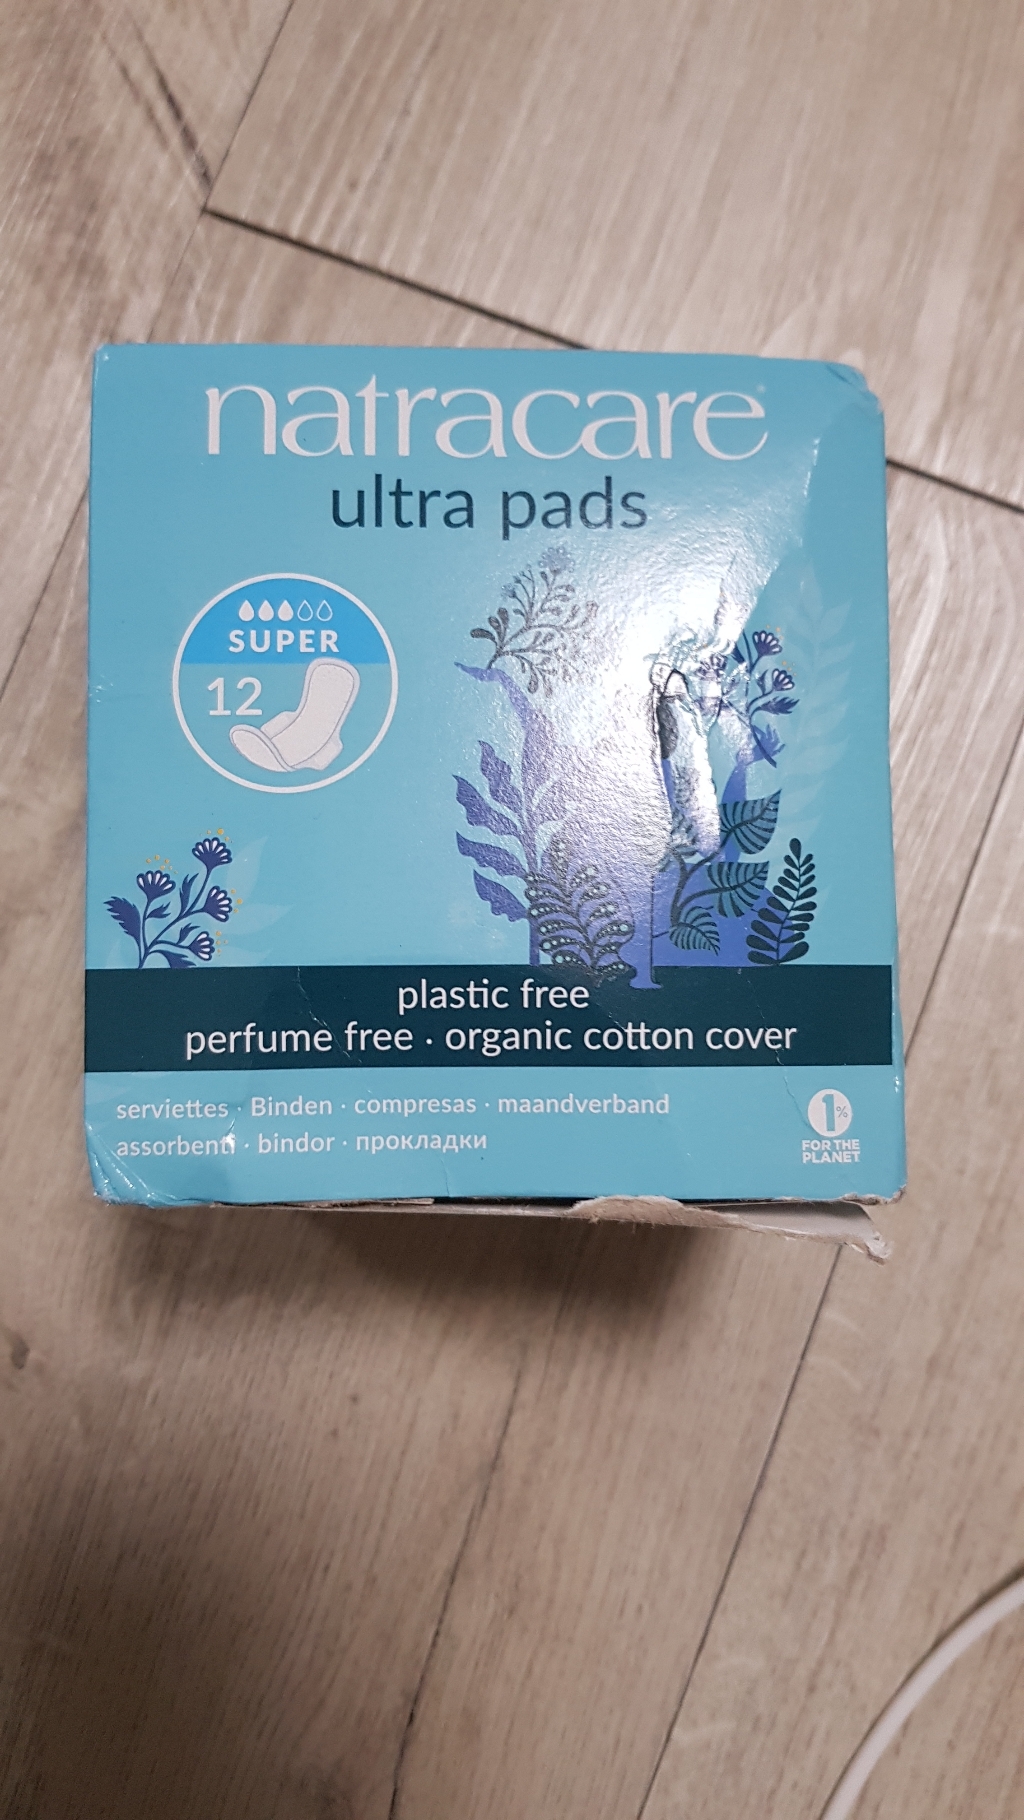 natracare
ultra pads
SUPER
12
plastic free
perfume free · organic cotton cover
serviettes · Binden · compresas · maandverband
assorbenti · bindor · прокладки
1%
FOR THE
PLANET